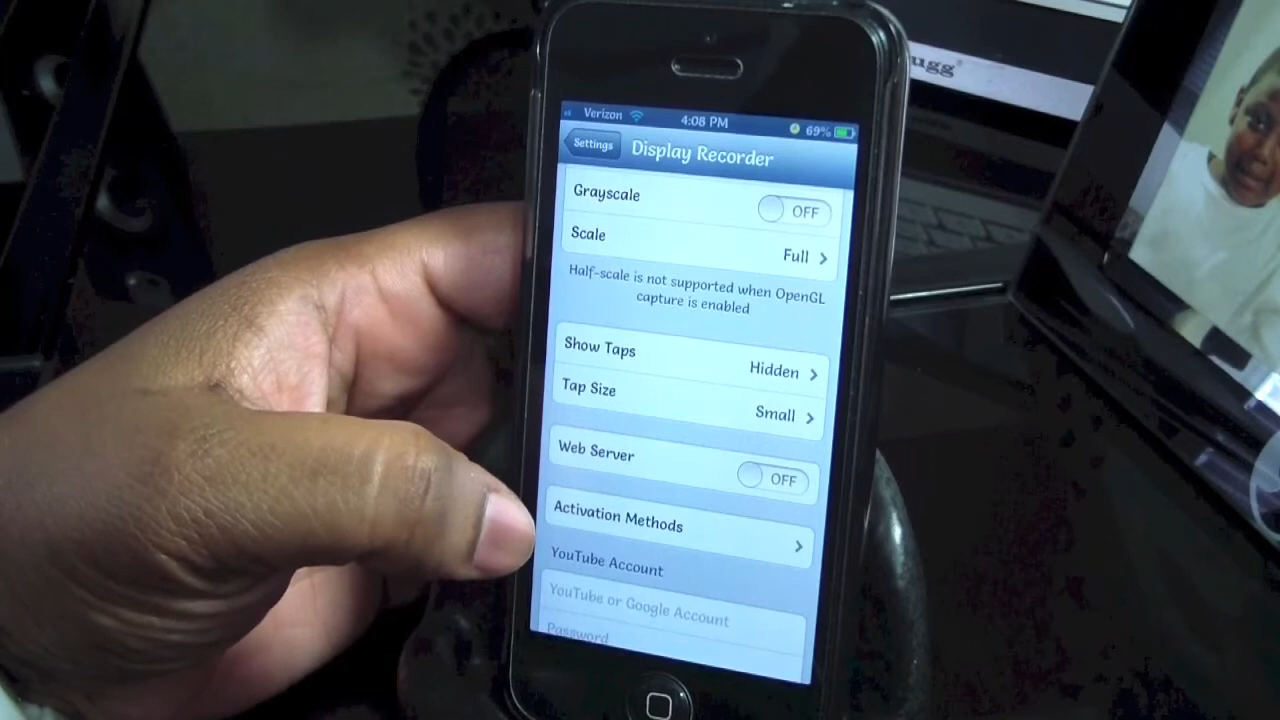 ugg®
Verizon 4:08 PM 69%
Settings Display Recorder
Grayscale OFF
Scale Full
Half-scale is not supported when OpenGL
capture is enabled
Show Taps Hidden
Tap Size Small
Web Server OFF
Activation Methods
YouTube Account
YouTube or Google Account
Password